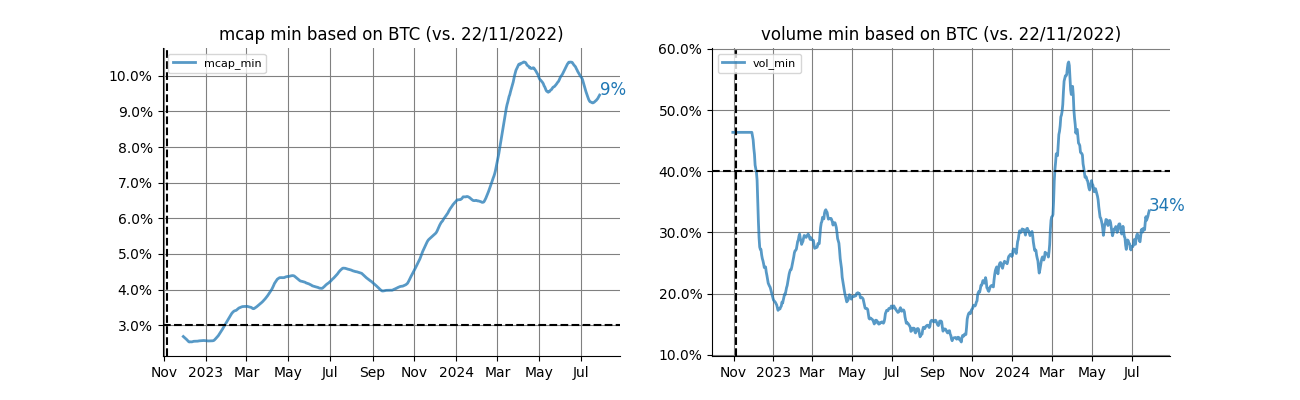 mcap min based on BTC (vs. 22/11/2022)
mcap_min
10.0%
9.0%
8.0%
7.0%
6.0%
5.0%
4.0%
3.0%
9%
Nov 2023 Mar May Jul Sep Nov 2024 Mar May Jul
volume min based on BTC (vs. 22/11/2022)
vol_min
60.0%
50.0%
40.0%
30.0%
20.0%
10.0%
34%
Nov 2023 Mar May Jul Sep Nov 2024 Mar May Jul